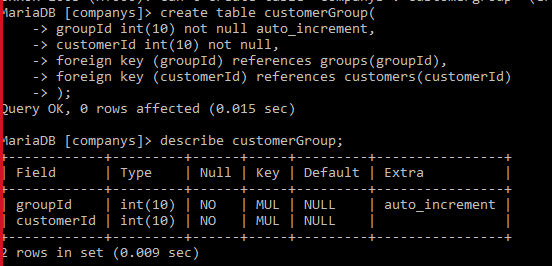 MariaDB [companys]> create table customerGroup(
    -> groupId int(10) not null auto_increment,
    -> customerId int(10) not null,
    -> foreign key (groupId) references groups(groupId),
    -> foreign key (customerId) references customers(customerId)
    -> );
Query OK, 0 rows affected (0.015 sec)
MariaDB [companys]> describe customerGroup;
+------------+---------+------+-----+---------+----------------+
| Field      | Type    | Null | Key | Default | Extra          |
+------------+---------+------+-----+---------+----------------+
| groupId    | int(10) | NO   | MUL | NULL    | auto_increment |
| customerId | int(10) | NO   | MUL | NULL    |                |
+------------+---------+------+-----+---------+----------------+
2 rows in set (0.009 sec)